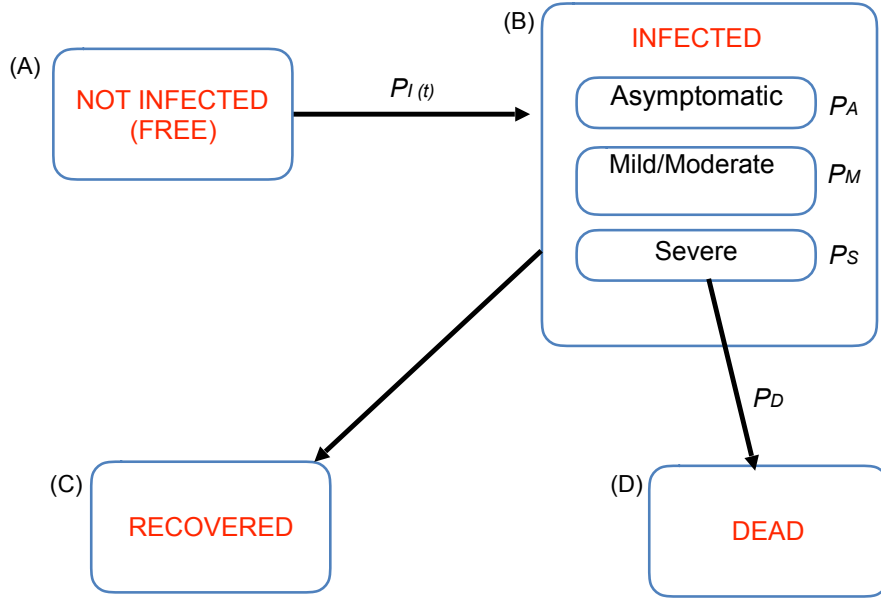 (A)
NOT INFECTED
(FREE)
PI (t)
(B)
INFECTED
Asymptomatic
PA
Mild/Moderate
PM
Severe
PS
PD
(C)
RECOVERED
(D)
DEAD